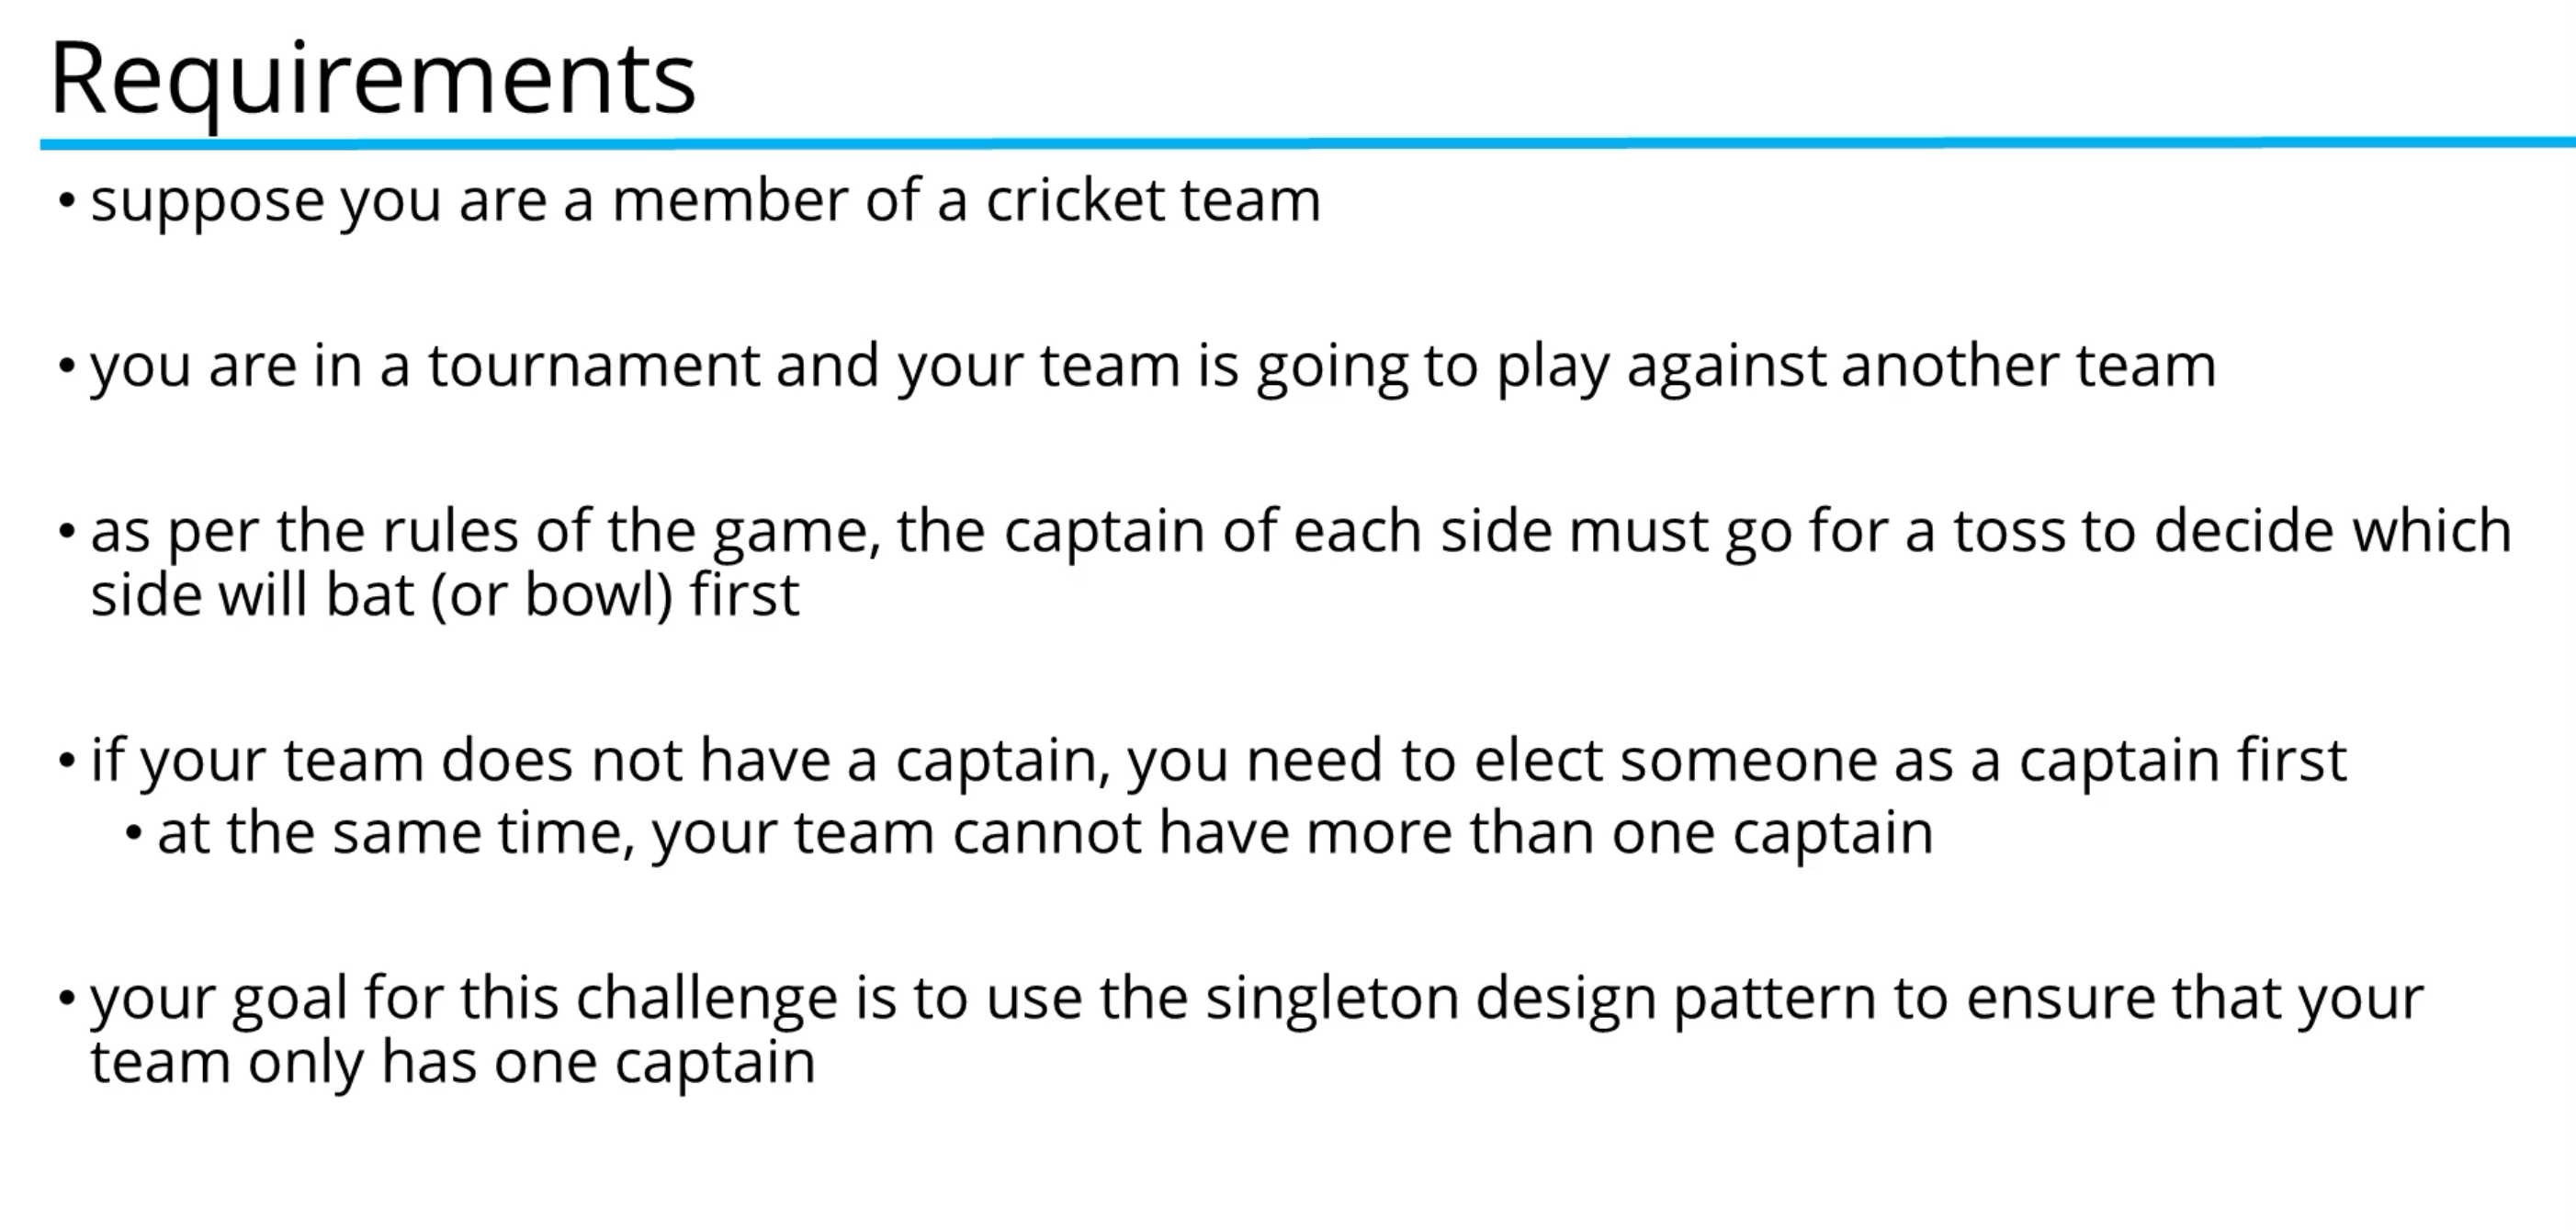 Requirements
• suppose you are a member of a cricket team
• you are in a tournament and your team is going to play against another team
• as per the rules of the game, the captain of each side must go for a toss to decide which
side will bat (or bowl) first
• if your team does not have a captain, you need to elect someone as a captain first
• at the same time, your team cannot have more than one captain
• your goal for this challenge is to use the singleton design pattern to ensure that your
team only has one captain